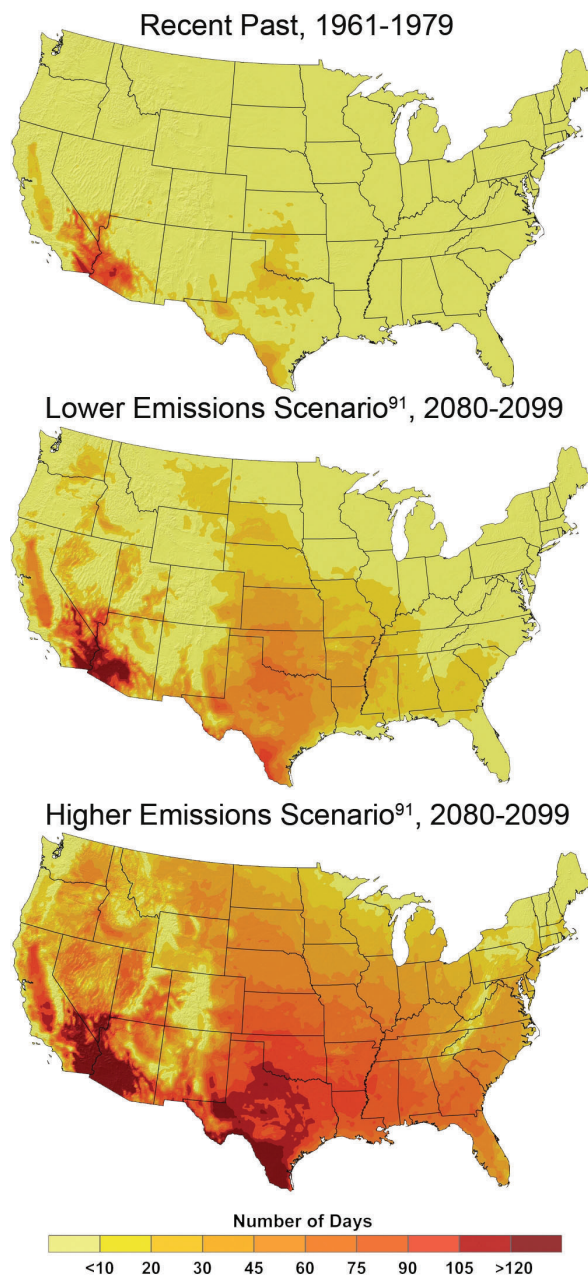 Recent Past, 1961-1979
Lower Emissions Scenario⁹¹, 2080-2099
Higher Emissions Scenario⁹¹, 2080-2099
Number of Days
<10 20 30 45 60 75 90 105 >120